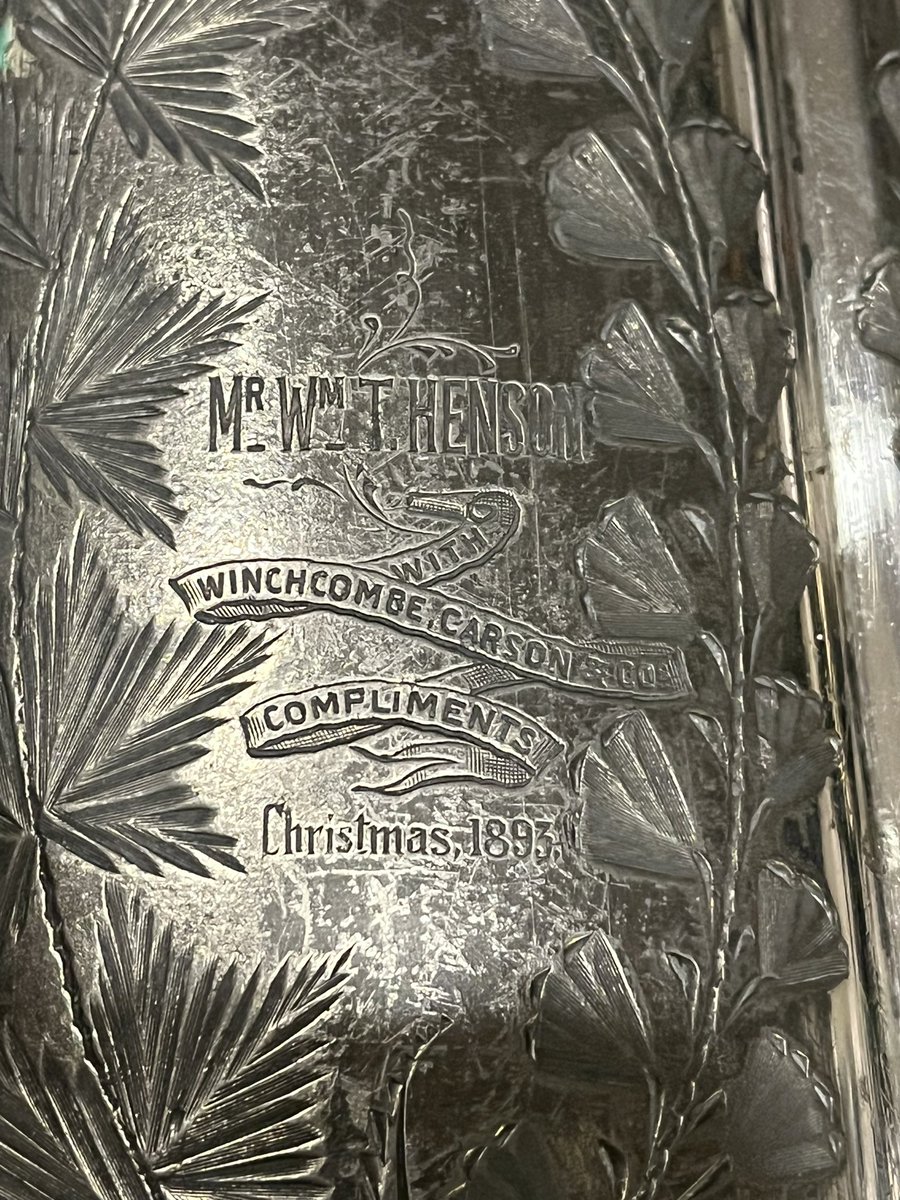 MR WM T. HENSON
WITH
WINCHCOMBE, CARSON & CO'S
COMPLIMENTS
Christmas, 1893.